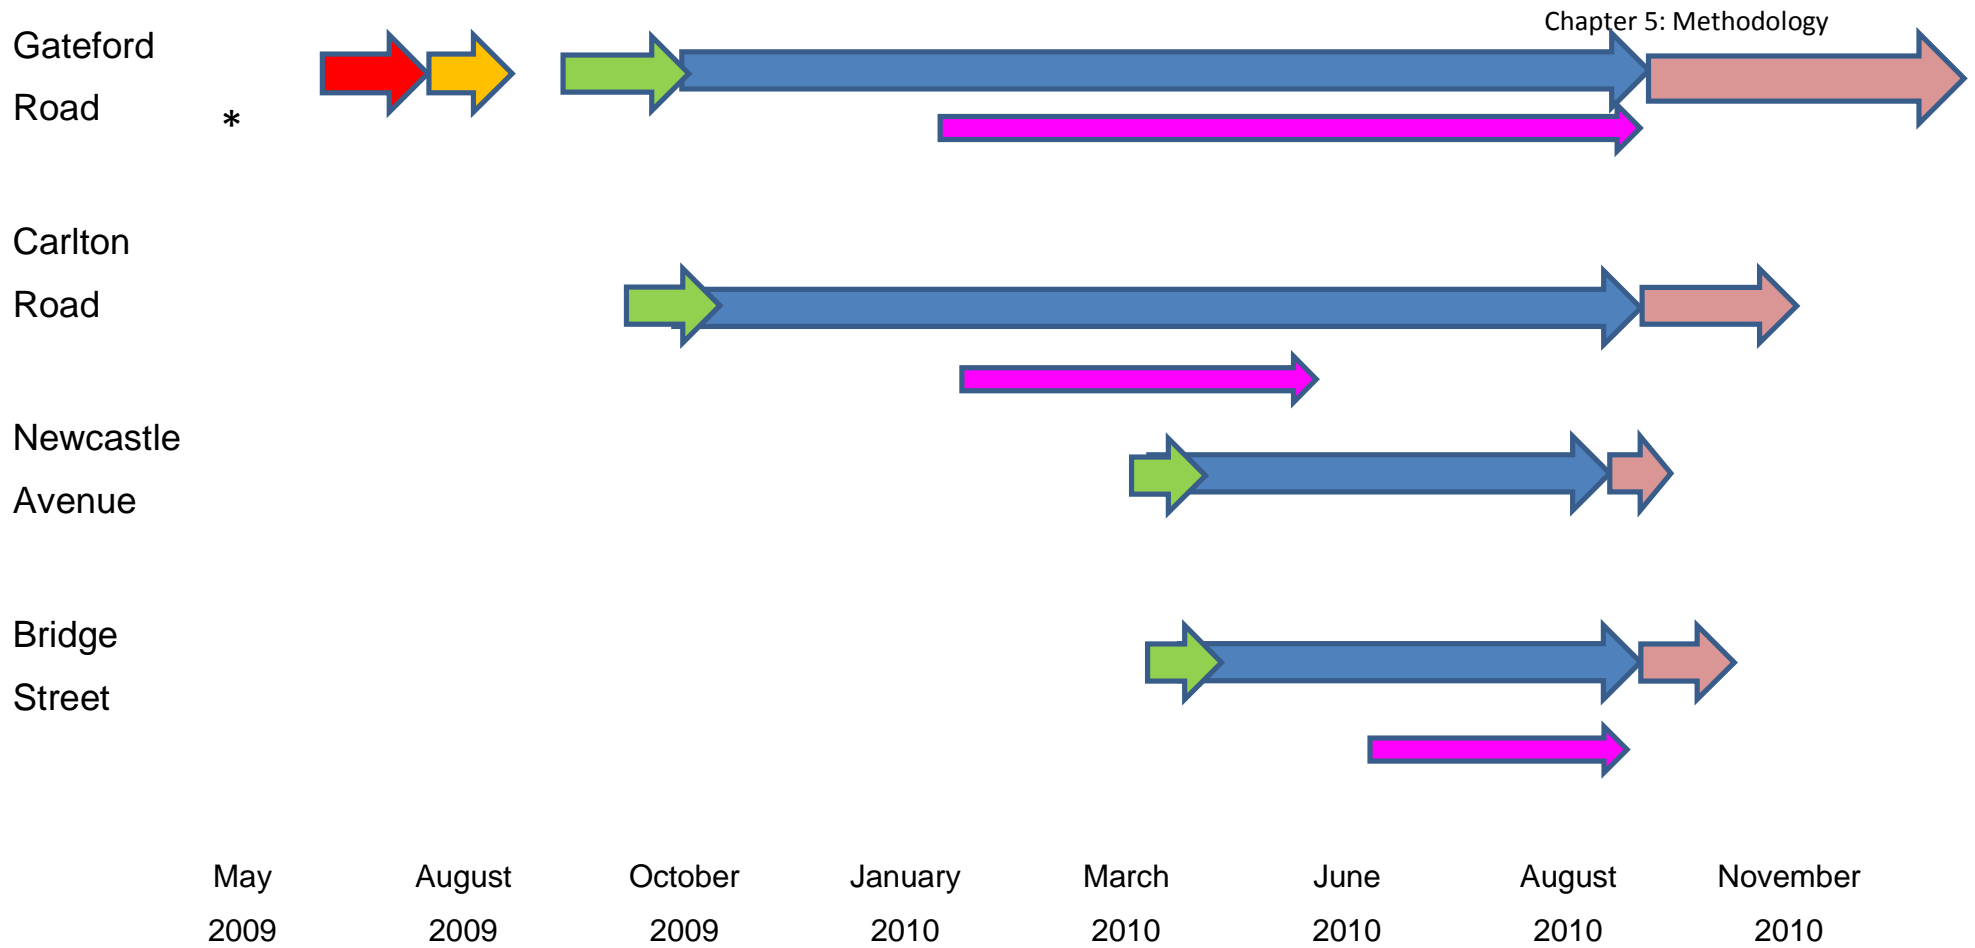 Chapter 5: Methodology
Gateford
Road
*
Carlton
Road
Newcastle
Avenue
Bridge
Street
May August October January March June August November
2009 2009 2009 2010 2010 2010 2010 2010